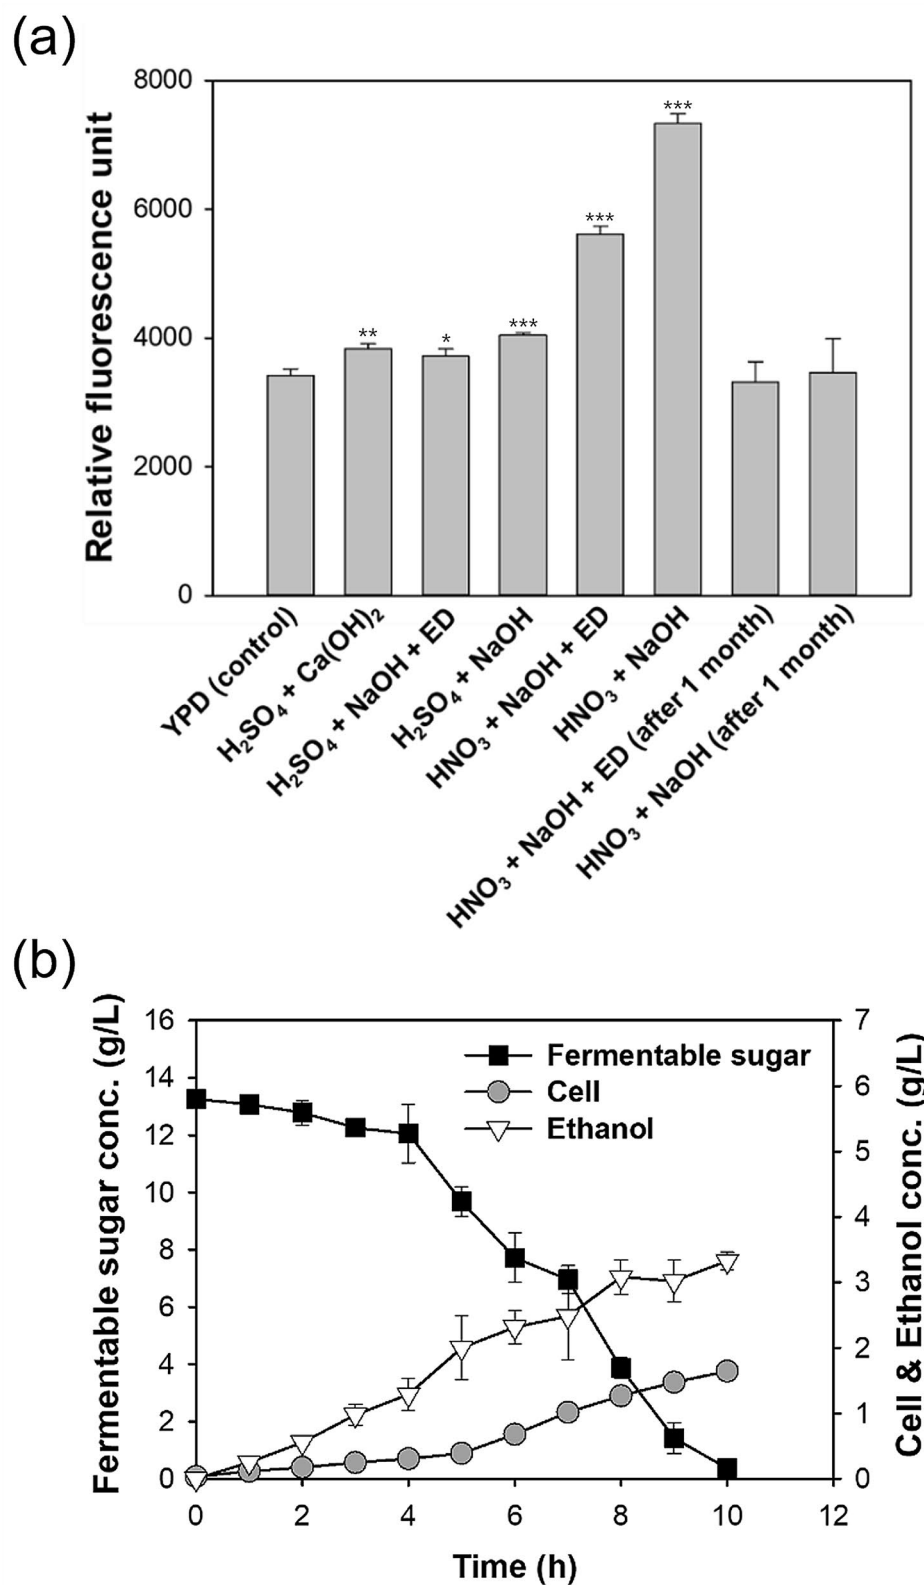 (a)
Relative fluorescence unit
8000
6000
4000
2000
0
**
*
***
***
***
YPD (control)
H₂SO₄ + Ca(OH)₂
H₂SO₄ + NaOH + ED
H₂SO₄ + NaOH
HNO₃ + NaOH + ED
HNO₃ + NaOH
HNO₃ + NaOH + ED (after 1 month)
HNO₃ + NaOH (after 1 month)
(b)
Fermentable sugar conc. (g/L)
16
14
12
10
8
6
4
2
0
Fermentable sugar
Cell
Ethanol
7
6
5
4
3
2
1
0
Cell & Ethanol conc. (g/L)
0 2 4 6 8 10 12
Time (h)